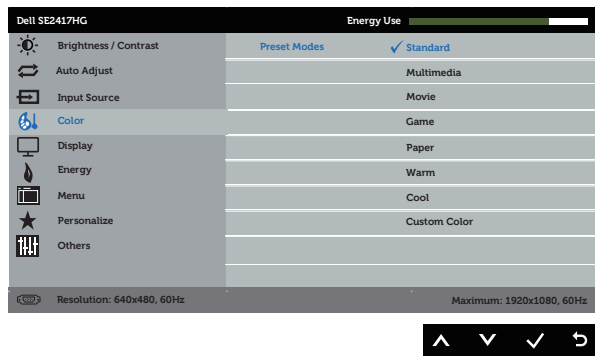 Dell SE2417HG Energy Use
Brightness / Contrast Preset Modes Standard
Auto Adjust Multimedia
Input Source Movie
Color Game
Display Paper
Energy Warm
Menu Cool
Personalize Custom Color
Others
Resolution: 640x480, 60Hz Maximum: 1920x1080, 60Hz